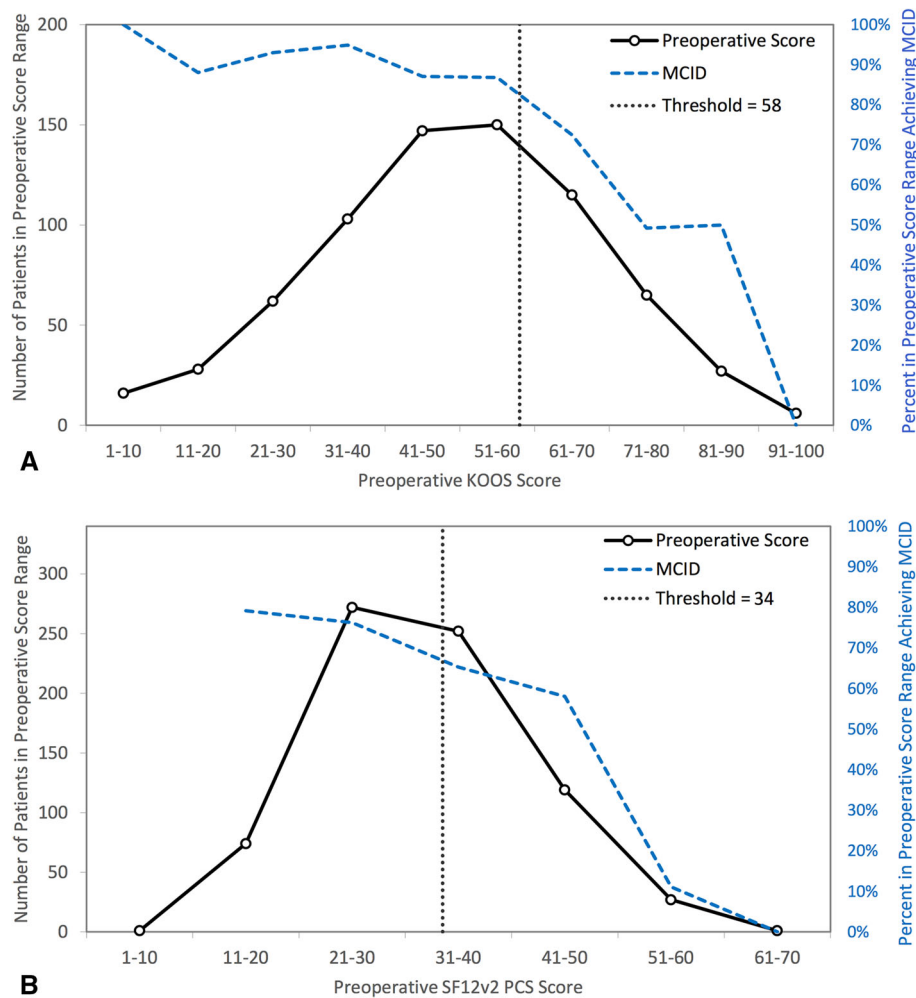 Number of Patients in Preoperative Score Range
200
150
100
50
0
Preoperative Score
MCID
Threshold = 58
100%
90%
80%
70%
60%
50%
40%
30%
20%
10%
0%
Percent in Preoperative Score Range Achieving MCID
1-10 11-20 21-30 31-40 41-50 51-60 61-70 71-80 81-90 91-100
A
Preoperative KOOS Score
Number of Patients in Preoperative Score Range
300
250
200
150
100
50
0
Preoperative Score
MCID
Threshold = 34
100%
90%
80%
70%
60%
50%
40%
30%
20%
10%
0%
Percent in Preoperative Score Range Achieving MCID
1-10 11-20 21-30 31-40 41-50 51-60 61-70
B
Preoperative SF12v2 PCS Score